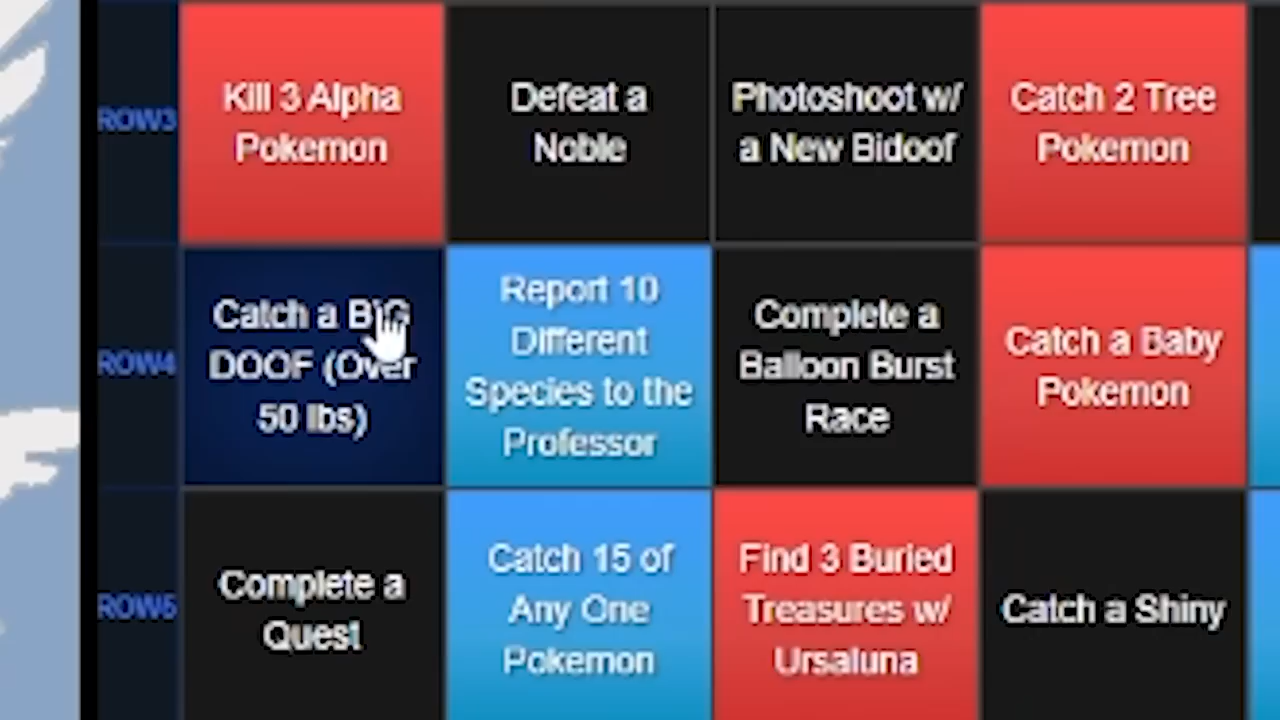 ROW3
Kill 3 Alpha
Pokemon
Defeat a
Noble
Photoshoot w/
a New Bidoof
Catch 2 Tree
Pokemon
ROW4
Catch a BIG
DOOF (Over
50 lbs)
Report 10
Different
Species to the
Professor
Complete a
Balloon Burst
Race
Catch a Baby
Pokemon
ROW5
Complete a
Quest
Catch 15 of
Any One
Pokemon
Find 3 Buried
Treasures w/
Ursaluna
Catch a Shiny